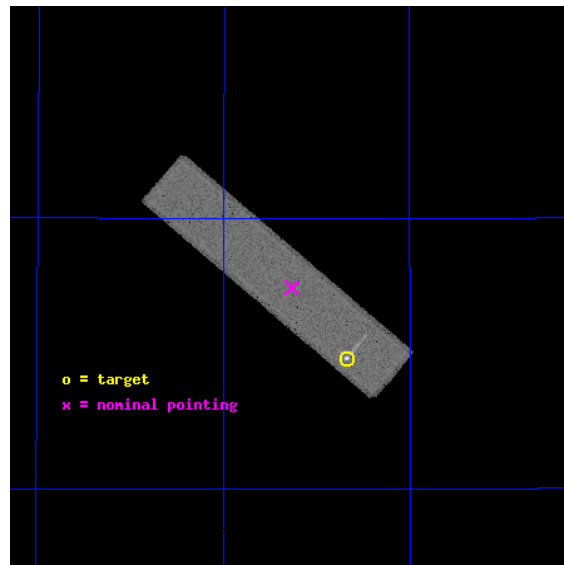 o = target
x = nominal pointing